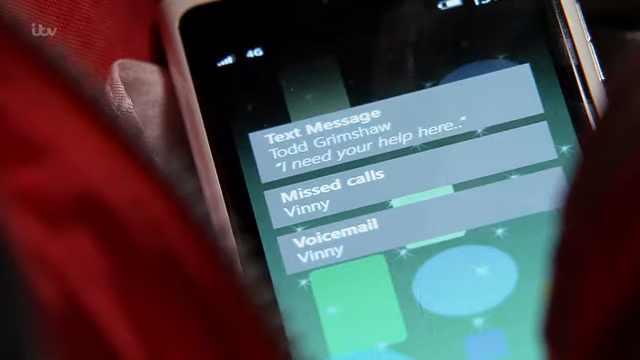 itv
4G
Text Message
Todd Grimshaw
"I need your help here.."
Missed calls
Vinny
Voicemail
Vinny